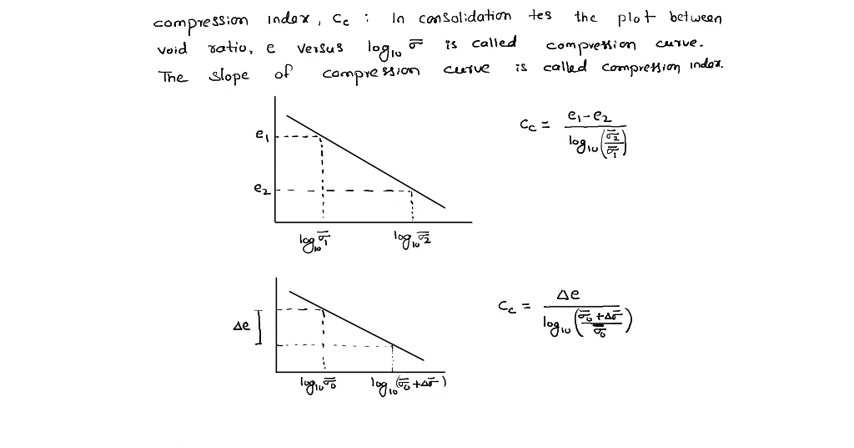 compression index, Cc : In consolidation tes the plot between
void ratio, e versus log₁₀ σ̅ is called compression curve.
The slope of compression curve is called compression index.
e₁
e₂
log₁₀ σ̅₁
log₁₀ σ̅₂
Cc = e₁-e₂ / log₁₀ (σ̅₂/σ̅₁)
Δe
log₁₀ σ̅₀
log₁₀ (σ̅₀+Δσ̅)
Cc = Δe / log₁₀ (σ̅₀+Δσ̅/σ̅₀)